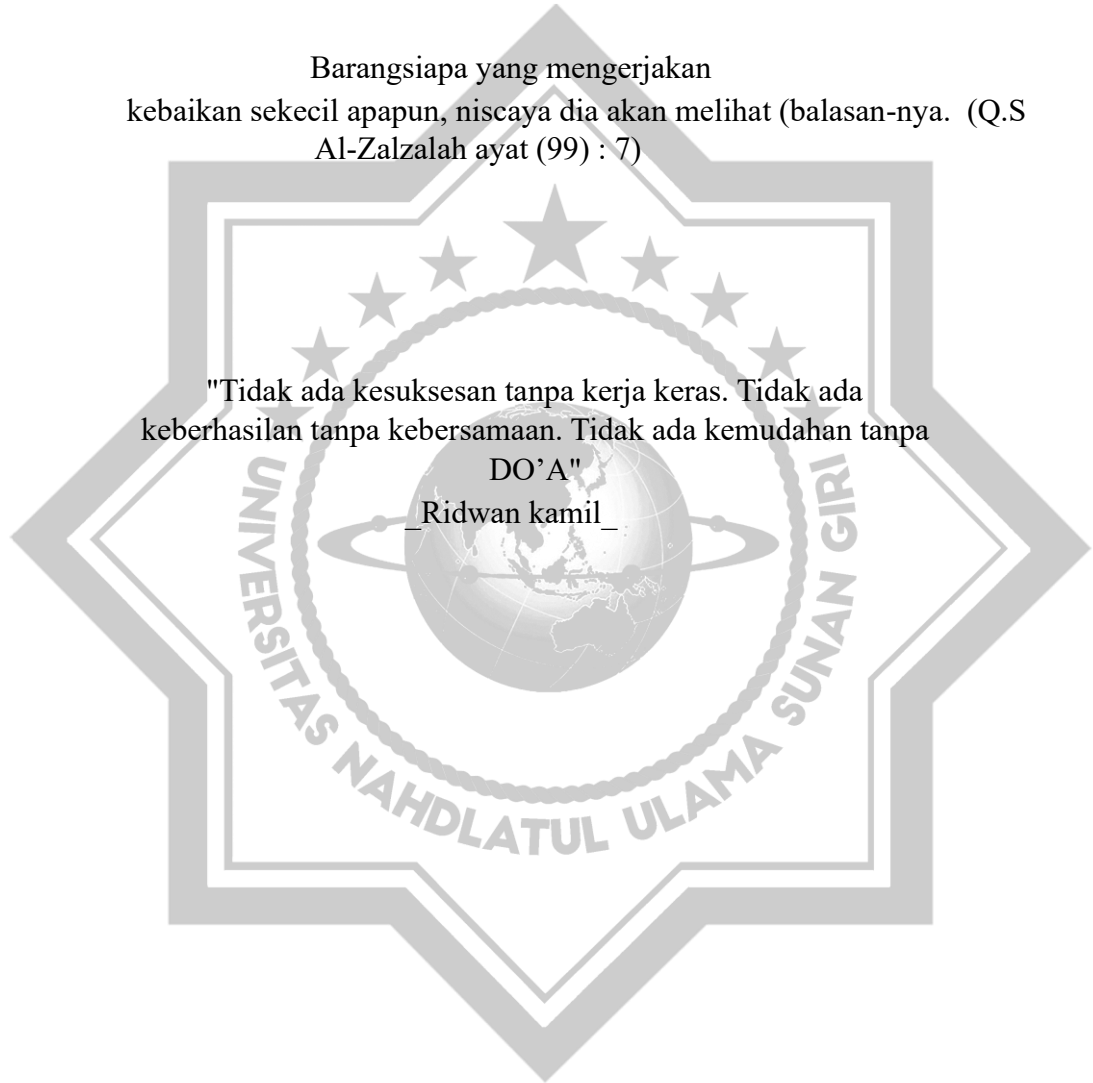 Barangsiapa yang mengerjakan
kebaikan sekecil apapun, niscaya dia akan melihat (balasan-nya.  (Q.S
Al-Zalzalah ayat (99) : 7)
"Tidak ada kesuksesan tanpa kerja keras. Tidak ada
keberhasilan tanpa kebersamaan. Tidak ada kemudahan tanpa
DO’A"
_Ridwan kamil_
UNIVERSITAS NAHDLATUL ULAMA SUNAN GIRI